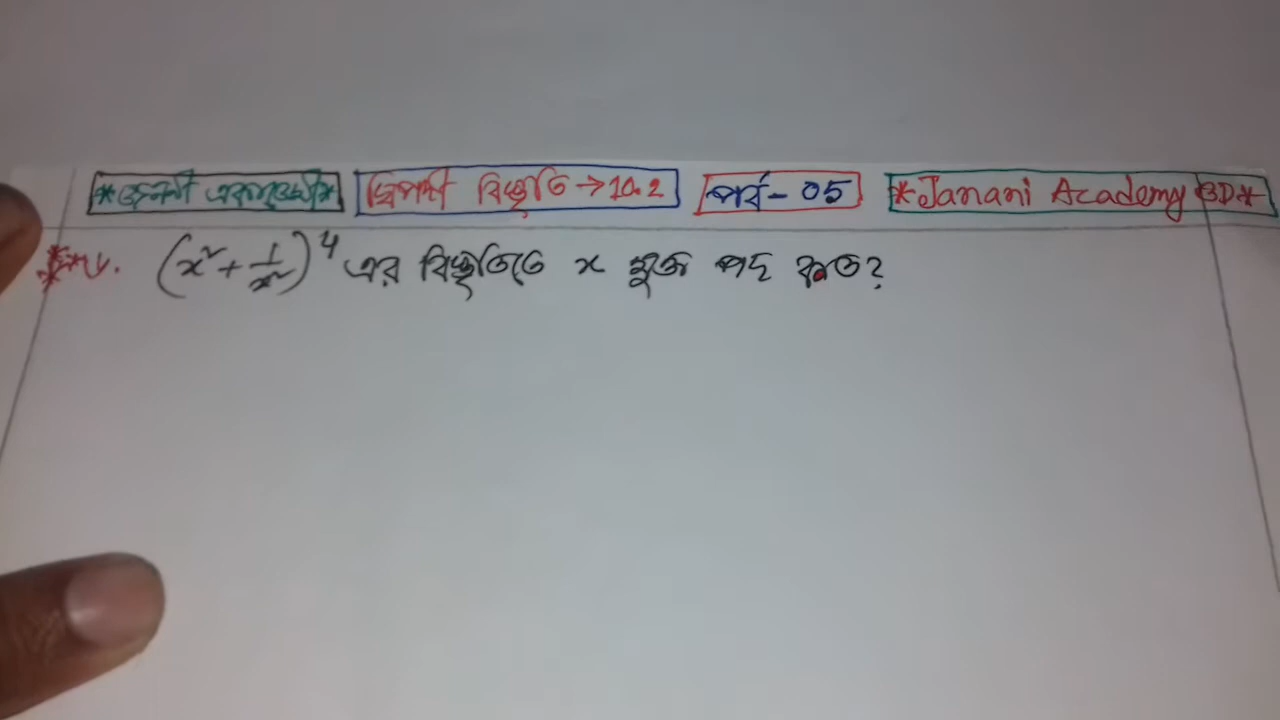 *জননী একাডেমী* দ্বিপদী বিস্তৃতি → 10.2 পর্ব - 05 *Janani Academy BD.*
(x² + 1/x²)⁴ এর বিস্তৃতিতে x মুক্ত পদ কত?